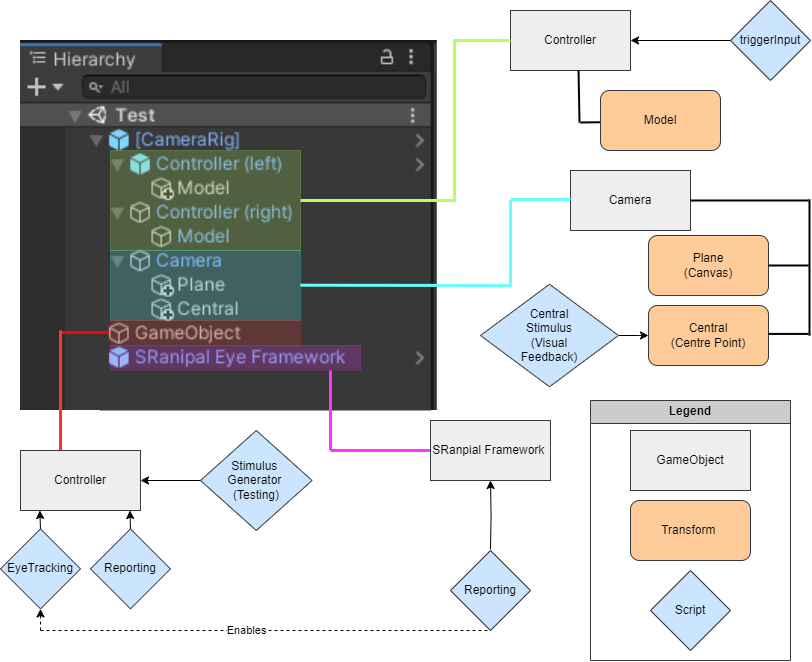 Hierarchy
All
Test
[CameraRig]
Controller (left)
Model
Controller (right)
Model
Camera
Plane
Central
GameObject
SRanipal Eye Framework
Controller
triggerInput
Model
Camera
Plane
(Canvas)
Central
Stimulus
(Visual
Feedback)
Central
(Centre Point)
Controller
Stimulus
Generator
(Testing)
EyeTracking
Reporting
SRanpial Framework
Reporting
Enables
Legend
GameObject
Transform
Script